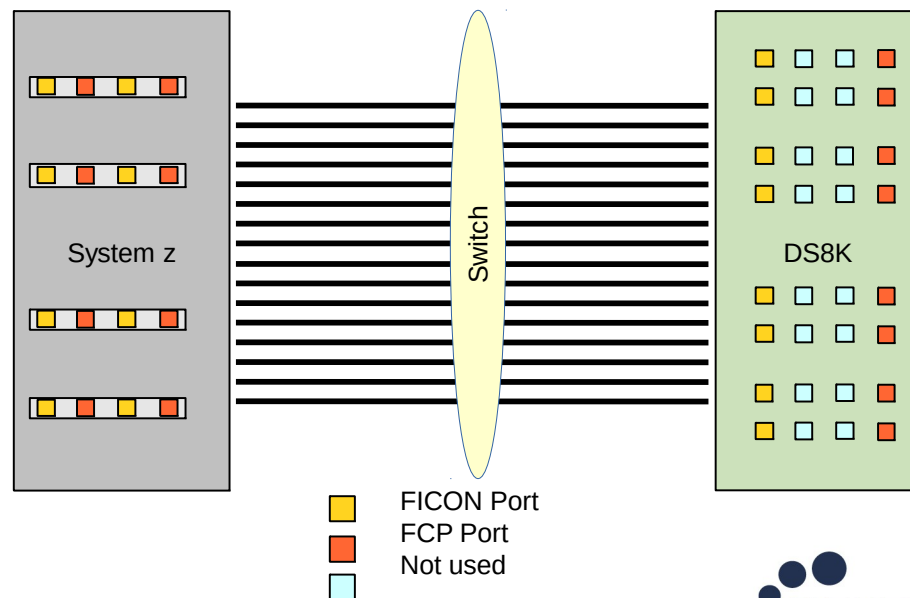 System z
Switch
DS8K
FICON Port
FCP Port
Not used